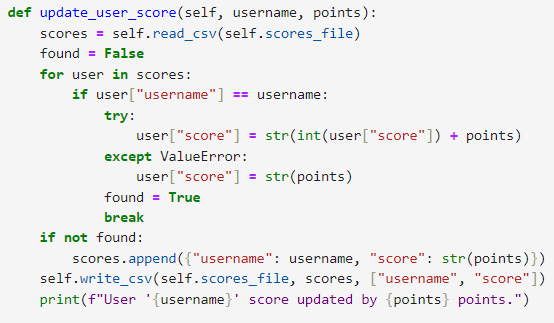 def update_user_score(self, username, points):
    scores = self.read_csv(self.scores_file)
    found = False
    for user in scores:
        if user["username"] == username:
            try:
                user["score"] = str(int(user["score"]) + points)
            except ValueError:
                user["score"] = str(points)
            found = True
            break
    if not found:
        scores.append({"username": username, "score": str(points)})
    self.write_csv(self.scores_file, scores, ["username", "score"])
    print(f"User '{username}' score updated by {points} points.")